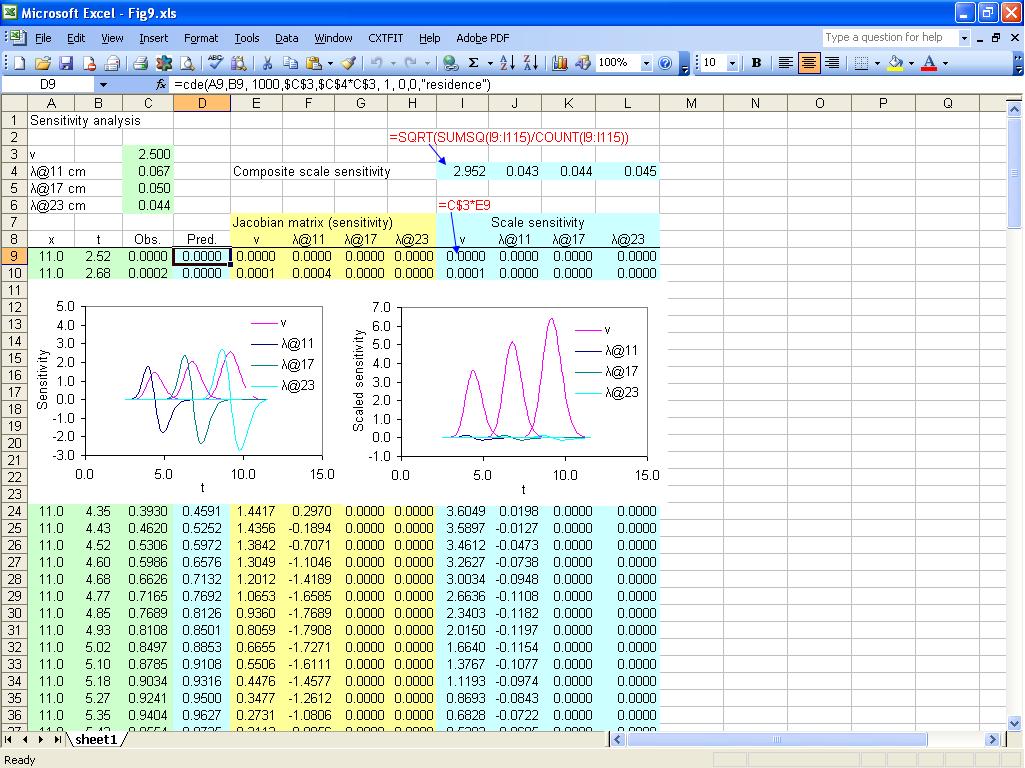 Microsoft Excel - Fig9.xls
File Edit View Insert Format Tools Data Window CXTFIT Help Adobe PDF Type a question for help
Σ 100% 10 B A
D9 fx =cde(A9,B9, 1000,$C$3,$C$4*C$3, 1, 0,0,"residence")
A B C D E F G H I J K L M N O P Q
1 Sensitivity analysis
2 =SQRT(SUMSQ(I9:I115)/COUNT(I9:I115))
3 v 2.500
4 λ@11 cm 0.067 Composite scale sensitivity 2.952 0.043 0.044 0.045
5 λ@17 cm 0.050
6 λ@23 cm 0.044 =C$3*E9
7 Jacobian matrix (sensitivity) Scale sensitivity
8 x t Obs. Pred. v λ@11 λ@17 λ@23 v λ@11 λ@17 λ@23
9 11.0 2.52 0.0000 0.0000 0.0000 0.0000 0.0000 0.0000 0.0000 0.0000 0.0000 0.0000
10 11.0 2.68 0.0002 0.0000 0.0001 0.0004 0.0000 0.0000 0.0001 0.0000 0.0000 0.0000
11
12
13
14
15
16
17
18
19
20
21
22
23
5.0
4.0
3.0
2.0
1.0
0.0
-1.0
-2.0
-3.0
Sensitivity
v
λ@11
λ@17
λ@23
0.0 5.0 10.0 15.0
t
7.0
6.0
5.0
4.0
3.0
2.0
1.0
0.0
-1.0
Scaled sensitivity
v
λ@11
λ@17
λ@23
0.0 5.0 10.0 15.0
t
24 11.0 4.35 0.3930 0.4591 1.4417 0.2970 0.0000 0.0000 3.6049 0.0198 0.0000 0.0000
25 11.0 4.43 0.4620 0.5252 1.4356 -0.1894 0.0000 0.0000 3.5897 -0.0127 0.0000 0.0000
26 11.0 4.52 0.5306 0.5972 1.3842 -0.7071 0.0000 0.0000 3.4612 -0.0473 0.0000 0.0000
27 11.0 4.60 0.5986 0.6576 1.3049 -1.1046 0.0000 0.0000 3.2627 -0.0738 0.0000 0.0000
28 11.0 4.68 0.6626 0.7132 1.2012 -1.4189 0.0000 0.0000 3.0034 -0.0948 0.0000 0.0000
29 11.0 4.77 0.7165 0.7692 1.0653 -1.6585 0.0000 0.0000 2.6636 -0.1108 0.0000 0.0000
30 11.0 4.85 0.7689 0.8126 0.9360 -1.7689 0.0000 0.0000 2.3403 -0.1182 0.0000 0.0000
31 11.0 4.93 0.8108 0.8501 0.8059 -1.7908 0.0000 0.0000 2.0150 -0.1197 0.0000 0.0000
32 11.0 5.02 0.8497 0.8853 0.6655 -1.7271 0.0000 0.0000 1.6640 -0.1154 0.0000 0.0000
33 11.0 5.10 0.8785 0.9108 0.5506 -1.6111 0.0000 0.0000 1.3767 -0.1077 0.0000 0.0000
34 11.0 5.18 0.9034 0.9316 0.4476 -1.4577 0.0000 0.0000 1.1193 -0.0974 0.0000 0.0000
35 11.0 5.27 0.9241 0.9500 0.3477 -1.2612 0.0000 0.0000 0.8693 -0.0843 0.0000 0.0000
36 11.0 5.35 0.9404 0.9627 0.2731 -1.0806 0.0000 0.0000 0.6828 -0.0722 0.0000 0.0000
sheet1
Ready